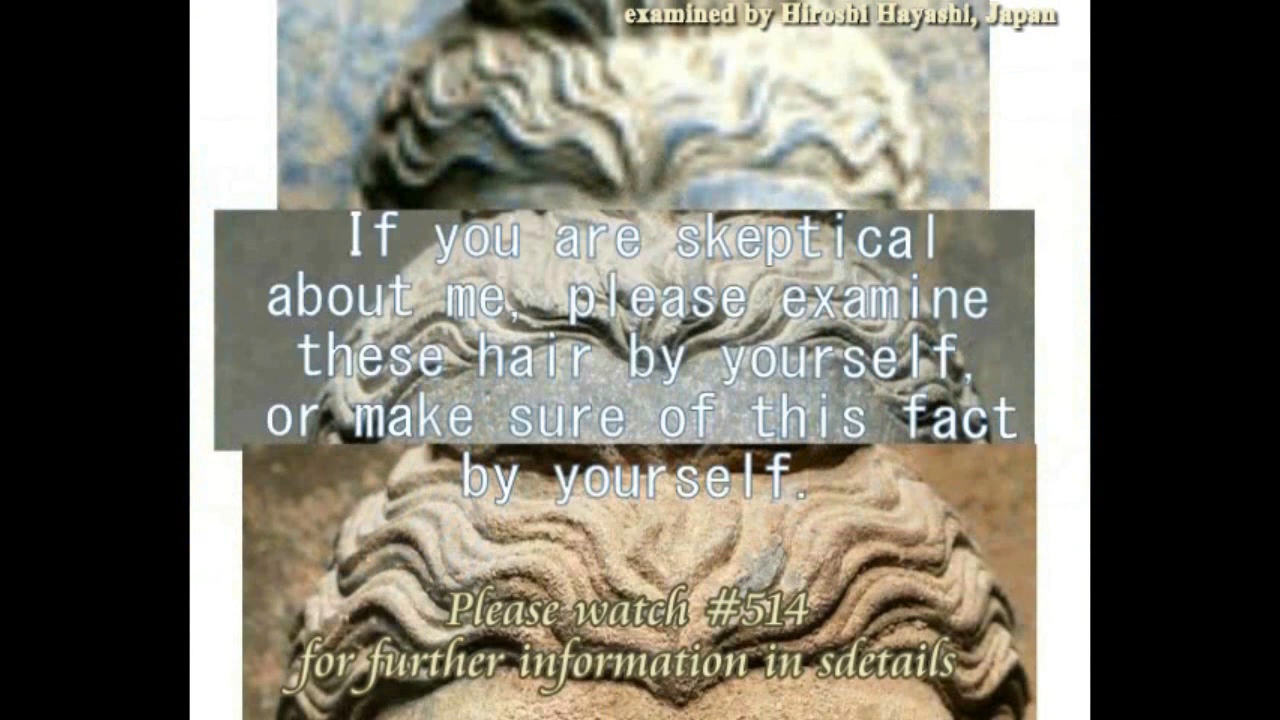 examined by Hiroshi Hayashi, Japan
If you are skeptical
about me, please examine
these hair by yourself,
or make sure of this fact
by yourself.
Please watch #514
for further information in sdetails